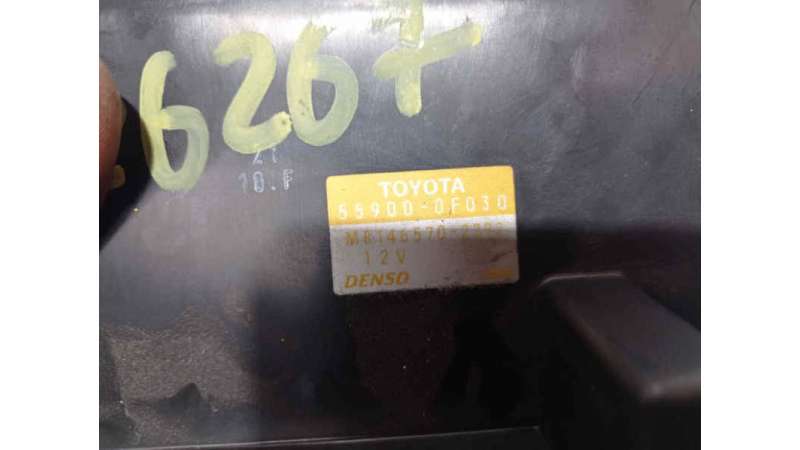 6267
21
10.E
TOYOTA
55900-0F030
12V
DENSO